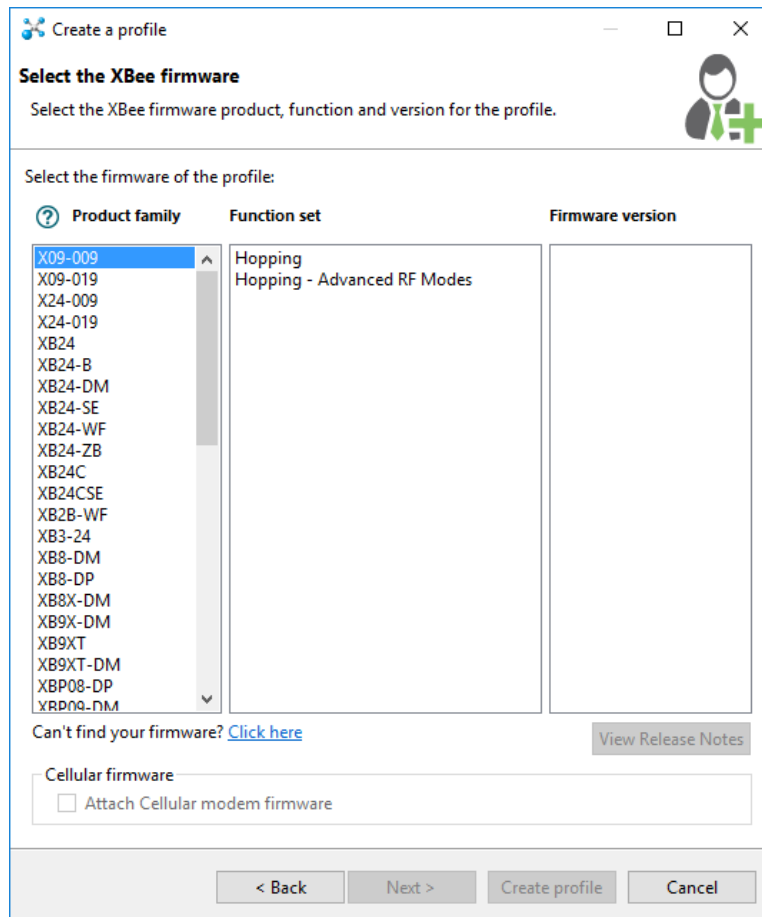 Create a profile
Select the XBee firmware
Select the XBee firmware product, function and version for the profile.
Select the firmware of the profile:
Product family
Function set
Firmware version
X09-009
X09-019
X24-009
X24-019
XB24
XB24-B
XB24-DM
XB24-SE
XB24-WF
XB24-ZB
XB24C
XB24CSE
XB2B-WF
XB3-24
XB8-DM
XB8-DP
XB8X-DM
XB9X-DM
XB9XT
XB9XT-DM
XBP08-DP
XBP09-DM
Hopping
Hopping - Advanced RF Modes
Can't find your firmware? Click here
View Release Notes
Cellular firmware
Attach Cellular modem firmware
< Back
Next >
Create profile
Cancel